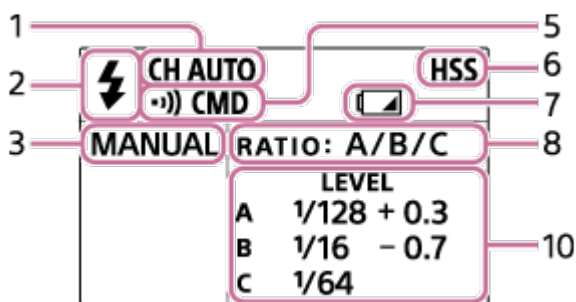 1
5
2
CH AUTO
HSS
6
CMD
7
3
MANUAL
RATIO: A/B/C
8
LEVEL
A 1/128 + 0.3
B 1/16 - 0.7
C 1/64
10